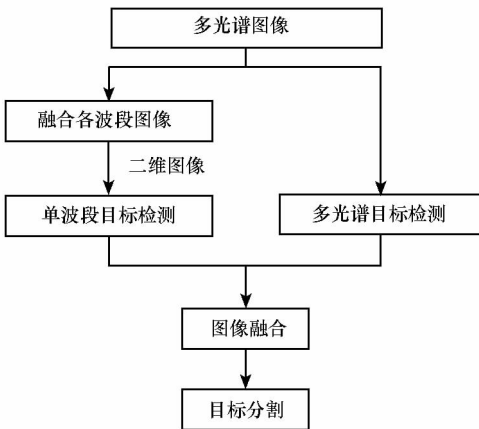 多光谱图像
融合各波段图像
二维图像
单波段目标检测
多光谱目标检测
图像融合
目标分割